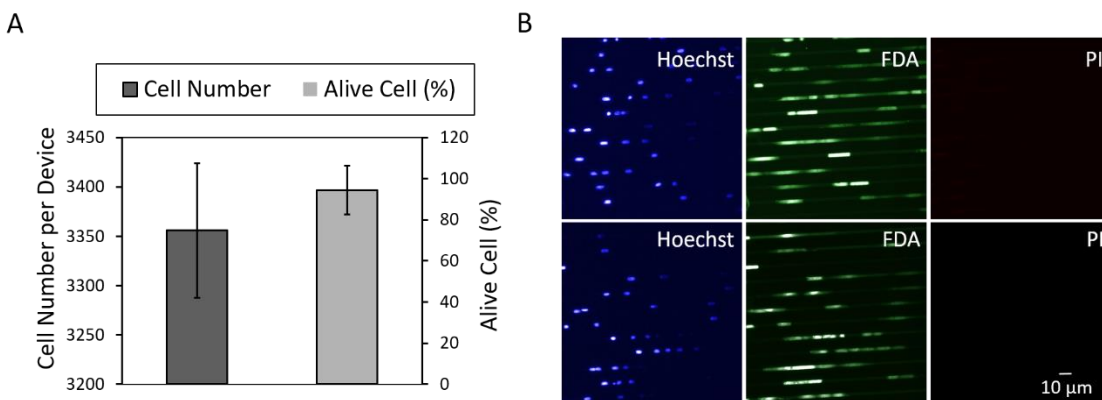 A
Cell Number Alive Cell (%)
Cell Number per Device
3450
3400
3350
3300
3250
3200
120
100
80
60
40
20
0
Alive Cell (%)
B
Hoechst FDA PI
Hoechst FDA PI
10 μm